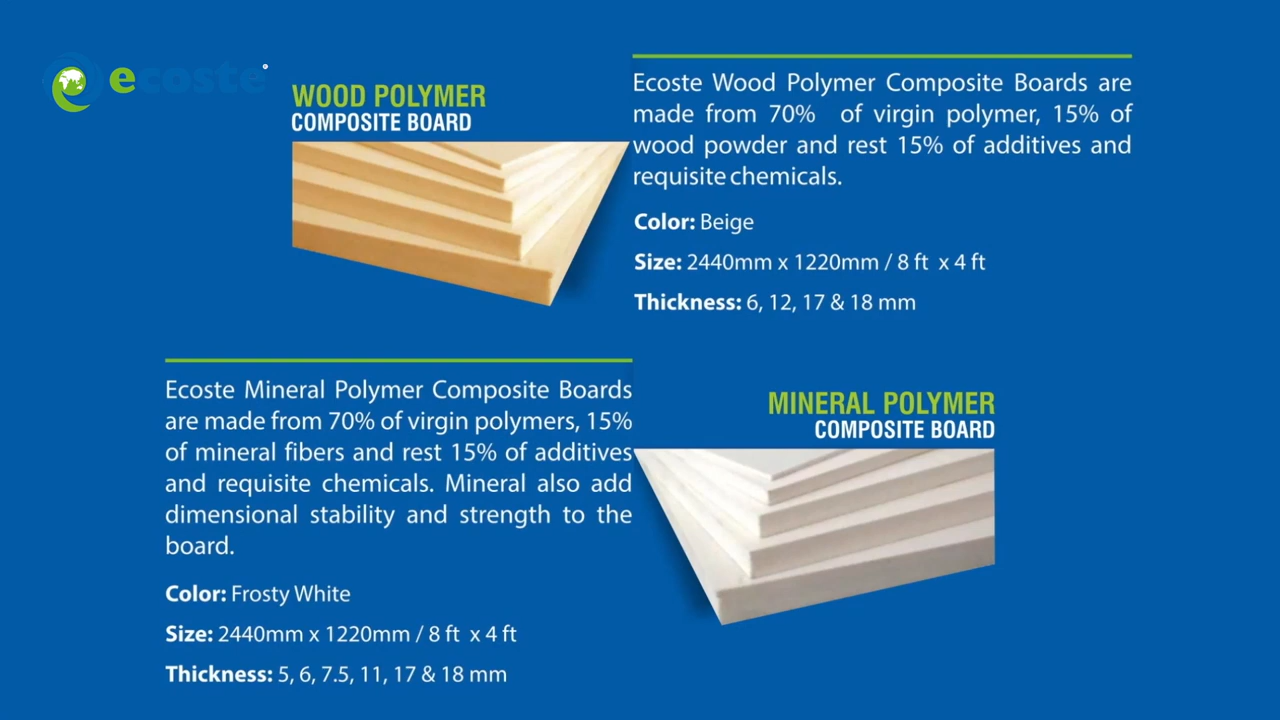 ecoste
WOOD POLYMER
COMPOSITE BOARD
Ecoste Wood Polymer Composite Boards are
made from 70% of virgin polymer, 15% of
wood powder and rest 15% of additives and
requisite chemicals.
Color: Beige
Size: 2440mm x 1220mm / 8 ft x 4 ft
Thickness: 6, 12, 17 & 18 mm
Ecoste Mineral Polymer Composite Boards
are made from 70% of virgin polymers, 15%
of mineral fibers and rest 15% of additives
and requisite chemicals. Mineral also add
dimensional stability and strength to the
board.
Color: Frosty White
Size: 2440mm x 1220mm / 8 ft x 4 ft
Thickness: 5, 6, 7.5, 11, 17 & 18 mm
MINERAL POLYMER
COMPOSITE BOARD